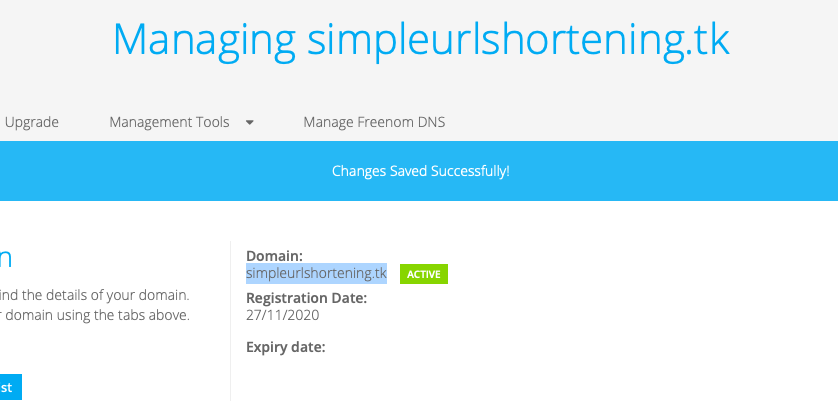 Managing simpleurlshortening.tk
Upgrade
Management Tools
Manage Freenom DNS
Changes Saved Successfully!
n
ind the details of your domain.
r domain using the tabs above.
st
Domain:
simpleurlshortening.tk ACTIVE
Registration Date:
27/11/2020
Expiry date: